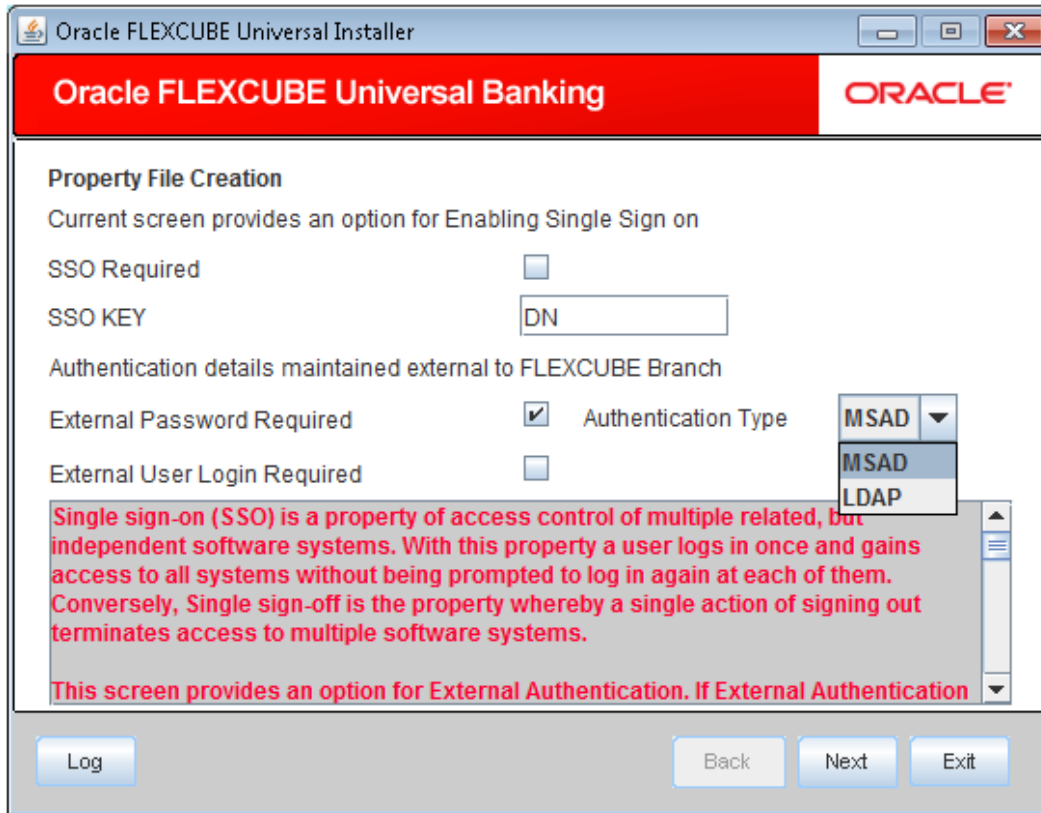 Oracle FLEXCUBE Universal Installer
Oracle FLEXCUBE Universal Banking
ORACLE
Property File Creation
Current screen provides an option for Enabling Single Sign on
SSO Required
SSO KEY DN
Authentication details maintained external to FLEXCUBE Branch
External Password Required Authentication Type MSAD
MSAD
External User Login Required
LDAP
Single sign-on (SSO) is a property of access control of multiple related, but
independent software systems. With this property a user logs in once and gains
access to all systems without being prompted to log in again at each of them.
Conversely, Single sign-off is the property whereby a single action of signing out
terminates access to multiple software systems.
This screen provides an option for External Authentication. If External Authentication
Log Back Next Exit